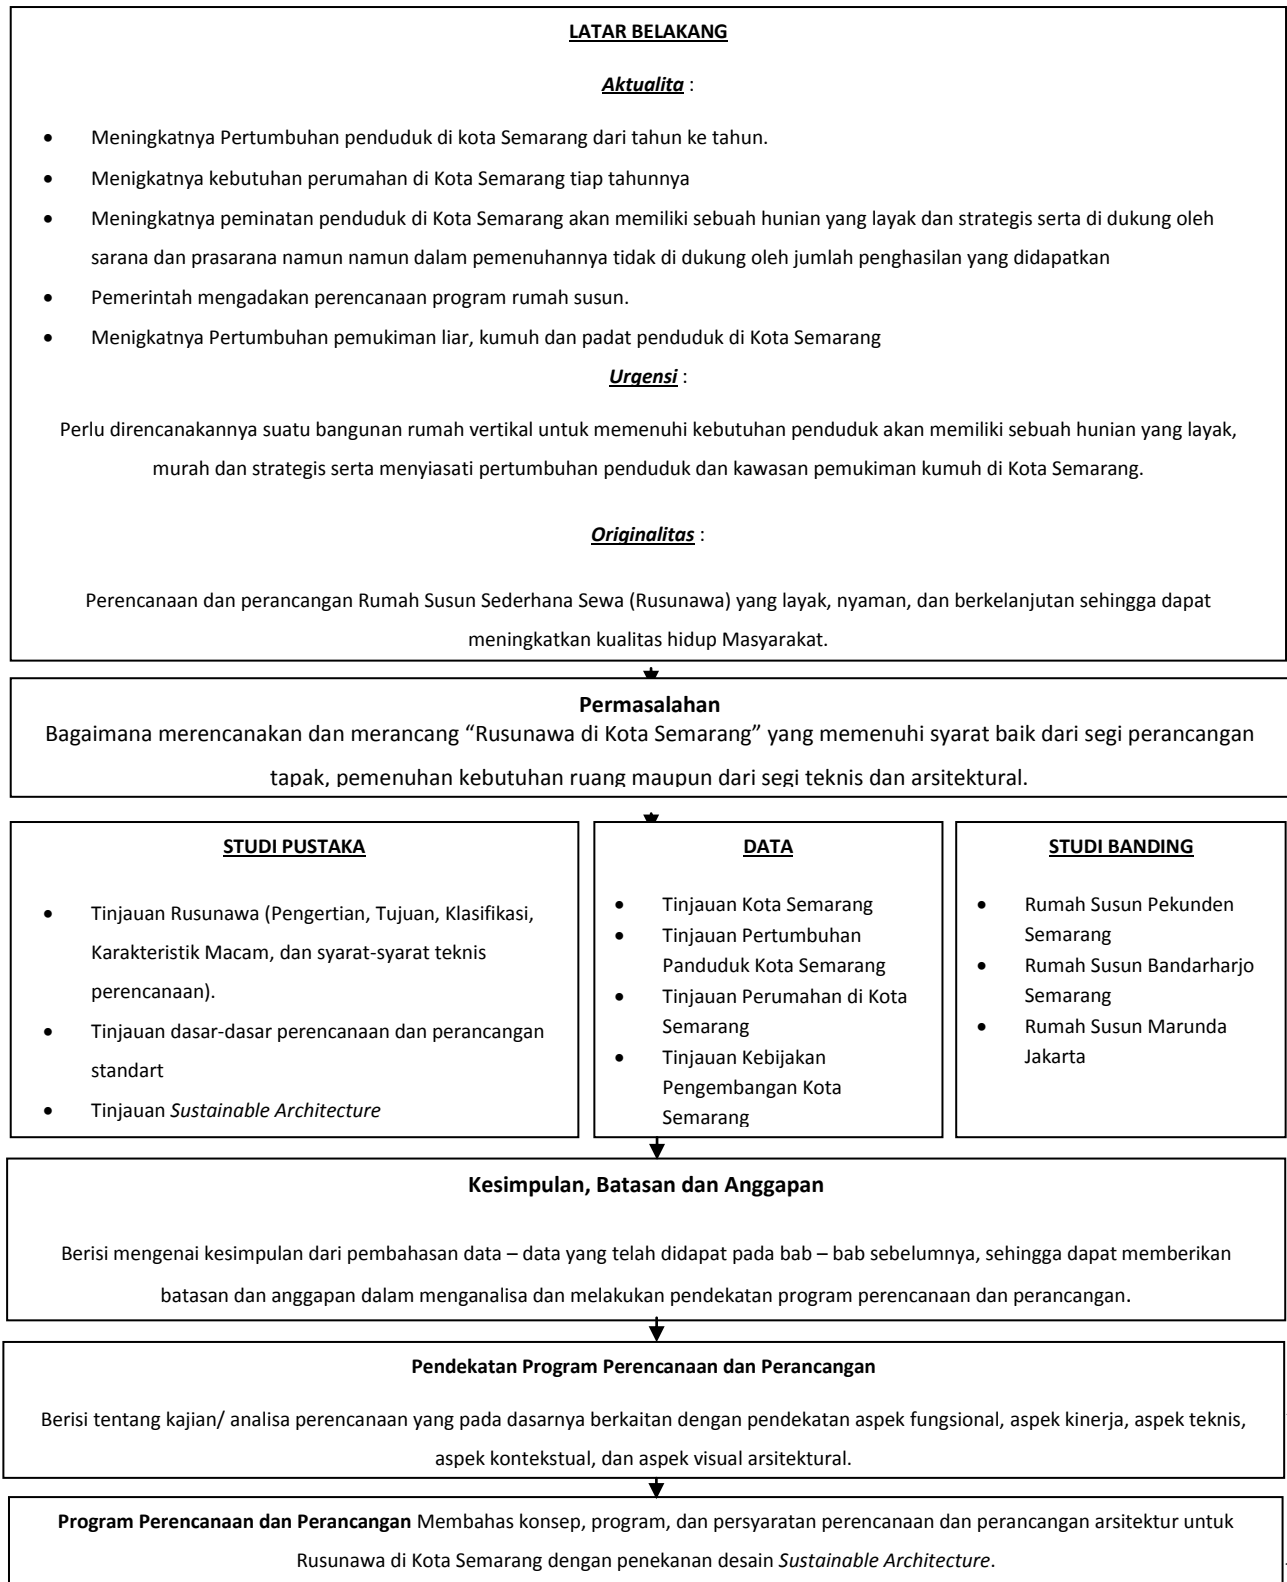 LATAR BELAKANG
Aktualita :
• Meningkatnya Pertumbuhan penduduk di kota Semarang dari tahun ke tahun.
• Menigkatnya kebutuhan perumahan di Kota Semarang tiap tahunnya
• Meningkatnya peminatan penduduk di Kota Semarang akan memiliki sebuah hunian yang layak dan strategis serta di dukung oleh
sarana dan prasarana namun namun dalam pemenuhannya tidak di dukung oleh jumlah penghasilan yang didapatkan
• Pemerintah mengadakan perencanaan program rumah susun.
• Menigkatnya Pertumbuhan pemukiman liar, kumuh dan padat penduduk di Kota Semarang
Urgensi :
Perlu direncanakannya suatu bangunan rumah vertikal untuk memenuhi kebutuhan penduduk akan memiliki sebuah hunian yang layak,
murah dan strategis serta menyiasati pertumbuhan penduduk dan kawasan pemukiman kumuh di Kota Semarang.
Originalitas :
Perencanaan dan perancangan Rumah Susun Sederhana Sewa (Rusunawa) yang layak, nyaman, dan berkelanjutan sehingga dapat
meningkatkan kualitas hidup Masyarakat.
Permasalahan
Bagaimana merencanakan dan merancang “Rusunawa di Kota Semarang” yang memenuhi syarat baik dari segi perancangan
tapak, pemenuhan kebutuhan ruang maupun dari segi teknis dan arsitektural.
STUDI PUSTAKA
• Tinjauan Rusunawa (Pengertian, Tujuan, Klasifikasi,
Karakteristik Macam, dan syarat-syarat teknis
perencanaan).
• Tinjauan dasar-dasar perencanaan dan perancangan
standart
• Tinjauan Sustainable Architecture
DATA
• Tinjauan Kota Semarang
• Tinjauan Pertumbuhan
Panduduk Kota Semarang
• Tinjauan Perumahan di Kota
Semarang
• Tinjauan Kebijakan
Pengembangan Kota
Semarang
STUDI BANDING
• Rumah Susun Pekunden
Semarang
• Rumah Susun Bandarharjo
Semarang
• Rumah Susun Marunda
Jakarta
Kesimpulan, Batasan dan Anggapan
Berisi mengenai kesimpulan dari pembahasan data – data yang telah didapat pada bab – bab sebelumnya, sehingga dapat memberikan
batasan dan anggapan dalam menganalisa dan melakukan pendekatan program perencanaan dan perancangan.
Pendekatan Program Perencanaan dan Perancangan
Berisi tentang kajian/ analisa perencanaan yang pada dasarnya berkaitan dengan pendekatan aspek fungsional, aspek kinerja, aspek teknis,
aspek kontekstual, dan aspek visual arsitektural.
Program Perencanaan dan Perancangan Membahas konsep, program, dan persyaratan perencanaan dan perancangan arsitektur untuk
Rusunawa di Kota Semarang dengan penekanan desain Sustainable Architecture.